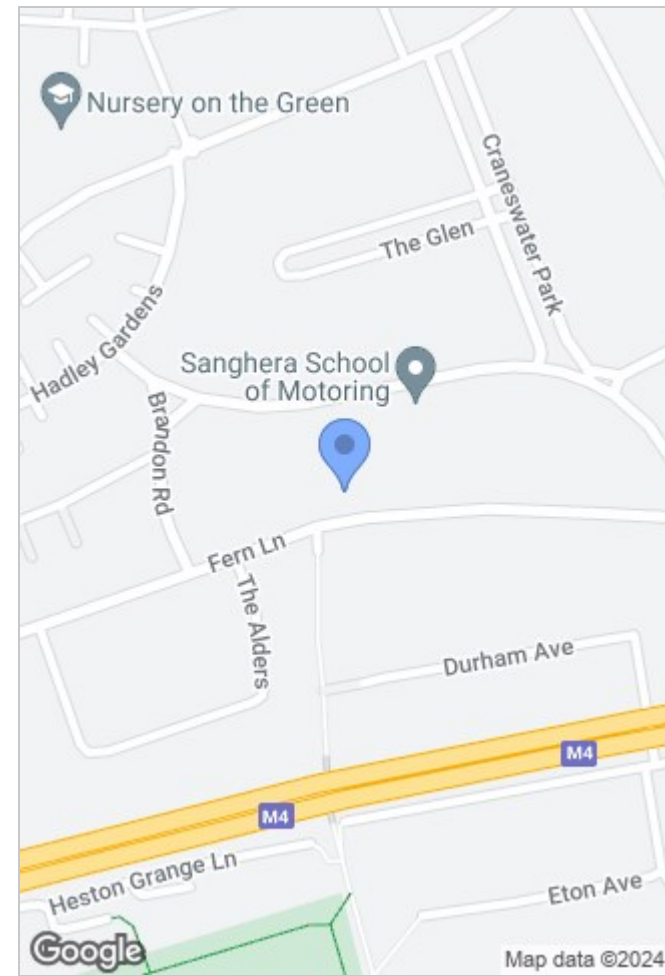 Nursery on the Green
Craneswater Park
The Glen
Hadley Gardens
Sanghera School
of Motoring
Brandon Rd
Fern Ln
The Alders
Durham Ave
M4
M4
Heston Grange Ln
Eton Ave
Google
Map data ©2024